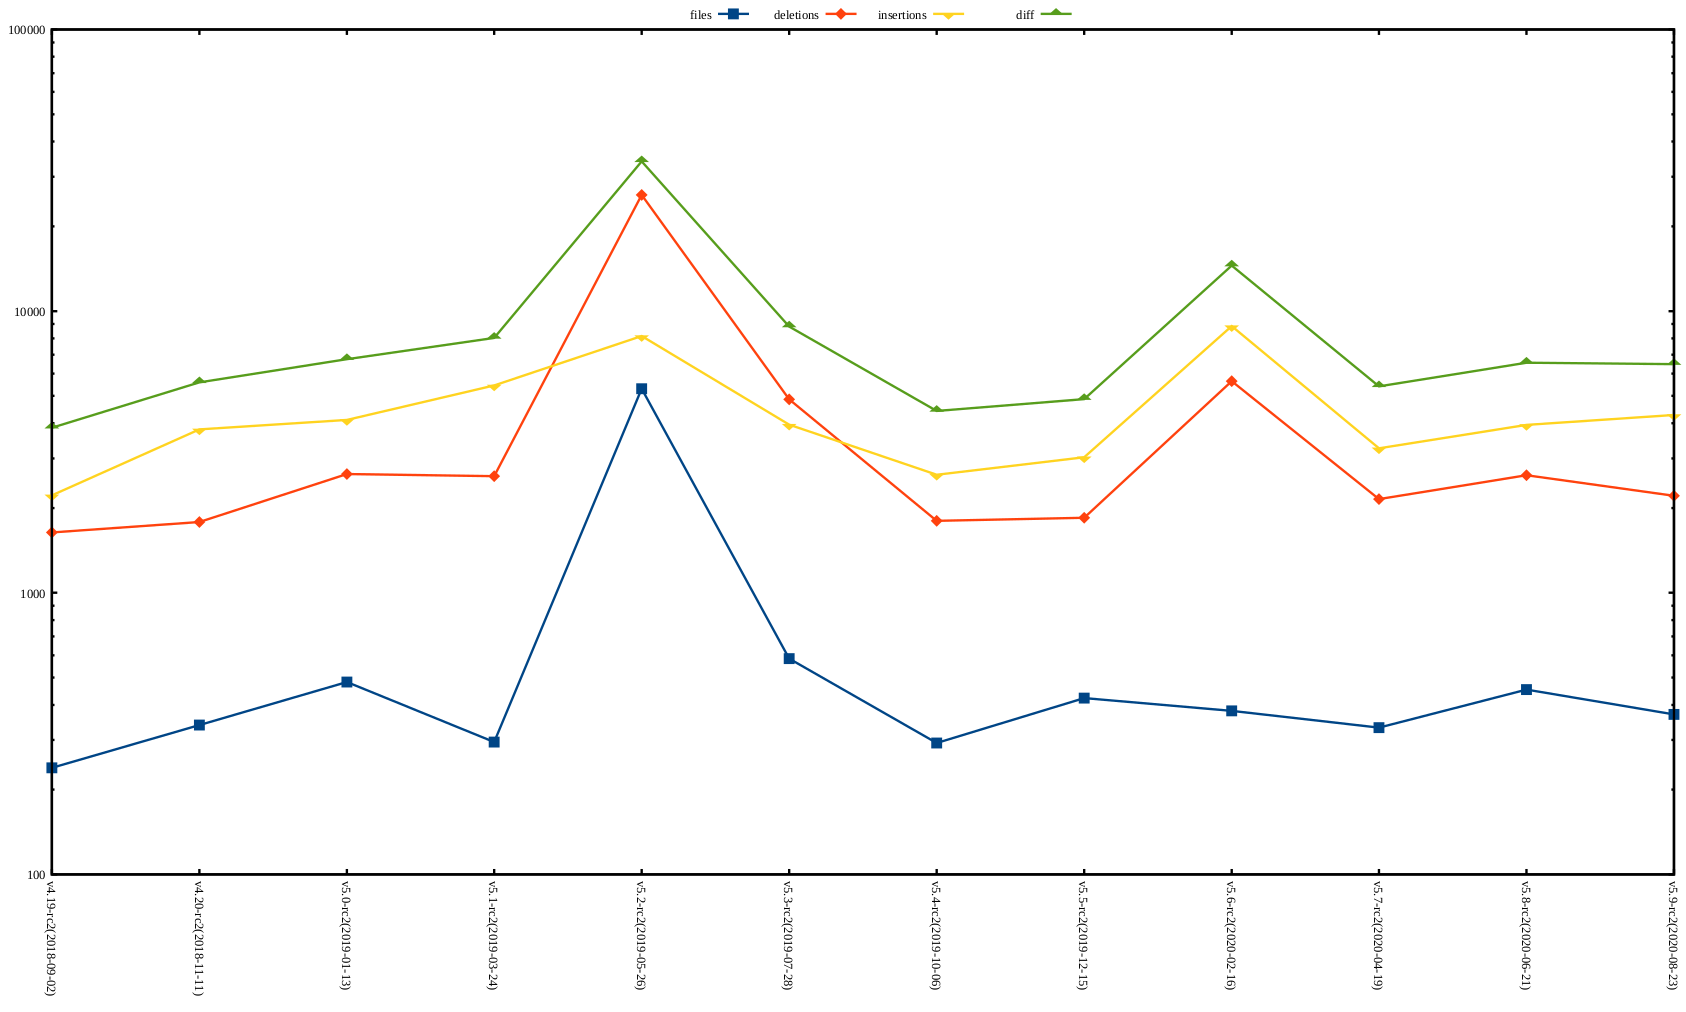 files deletions insertions diff
100000
10000
1000
100
v4.19-rc2(2018-09-02)
v4.20-rc2(2018-11-11)
v5.0-rc2(2019-01-13)
v5.1-rc2(2019-03-24)
v5.2-rc2(2019-05-26)
v5.3-rc2(2019-07-28)
v5.4-rc2(2019-10-06)
v5.5-rc2(2019-12-15)
v5.6-rc2(2020-02-16)
v5.7-rc2(2020-04-19)
v5.8-rc2(2020-06-21)
v5.9-rc2(2020-08-23)